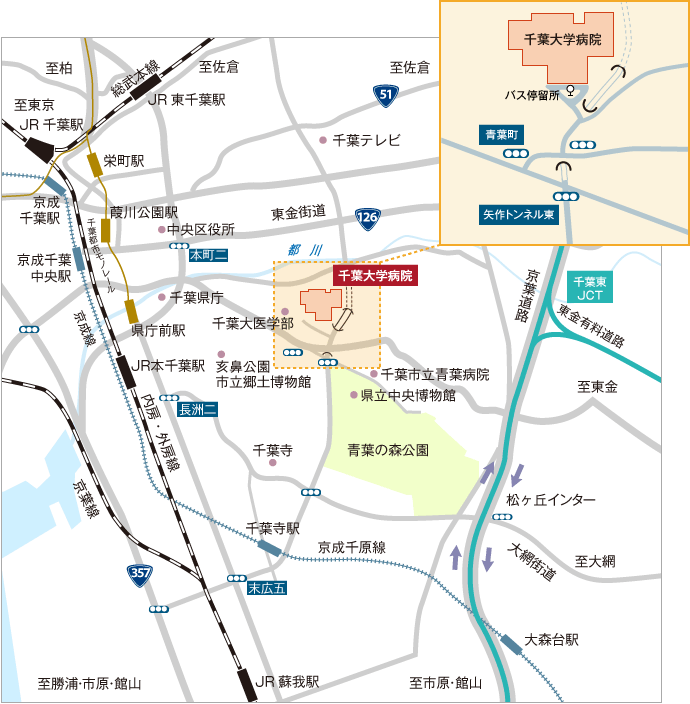 千葉大学病院
バス停留所
青葉町
矢作トンネル東
至柏
総武本線
至佐倉
至佐倉
51
至東京
JR 千葉駅
JR 東千葉駅
千葉テレビ
栄町駅
京成
千葉駅
葭川公園駅
千葉都市モノレール
中央区役所
東金街道
126
本町二
都川
京成千葉
中央駅
千葉大学病院
京葉道路
千葉東
JCT
千葉県庁
千葉大医学部
東金有料道路
京成線
県庁前駅
JR本千葉駅
亥鼻公園
市立郷土博物館
千葉市立青葉病院
県立中央博物館
至東金
長洲二
内房・外房線
千葉寺
青葉の森公園
京葉線
松ヶ丘インター
千葉寺駅
京成千原線
大網街道
至大網
357
末広五
大森台駅
至勝浦・市原・館山
JR 蘇我駅
至市原・館山